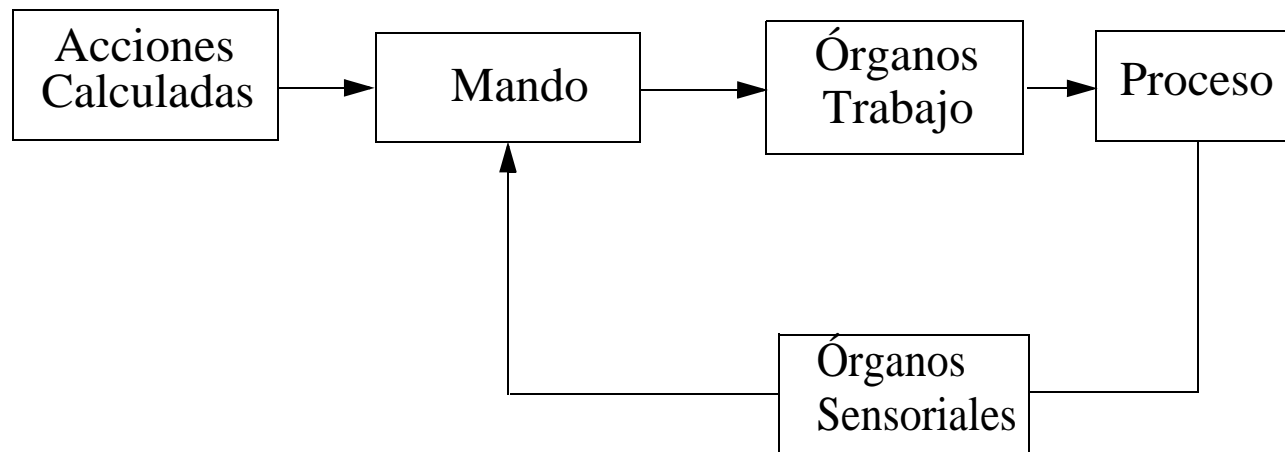 Acciones
Calculadas
Mando
Órganos
Trabajo
Proceso
Órganos
Sensoriales